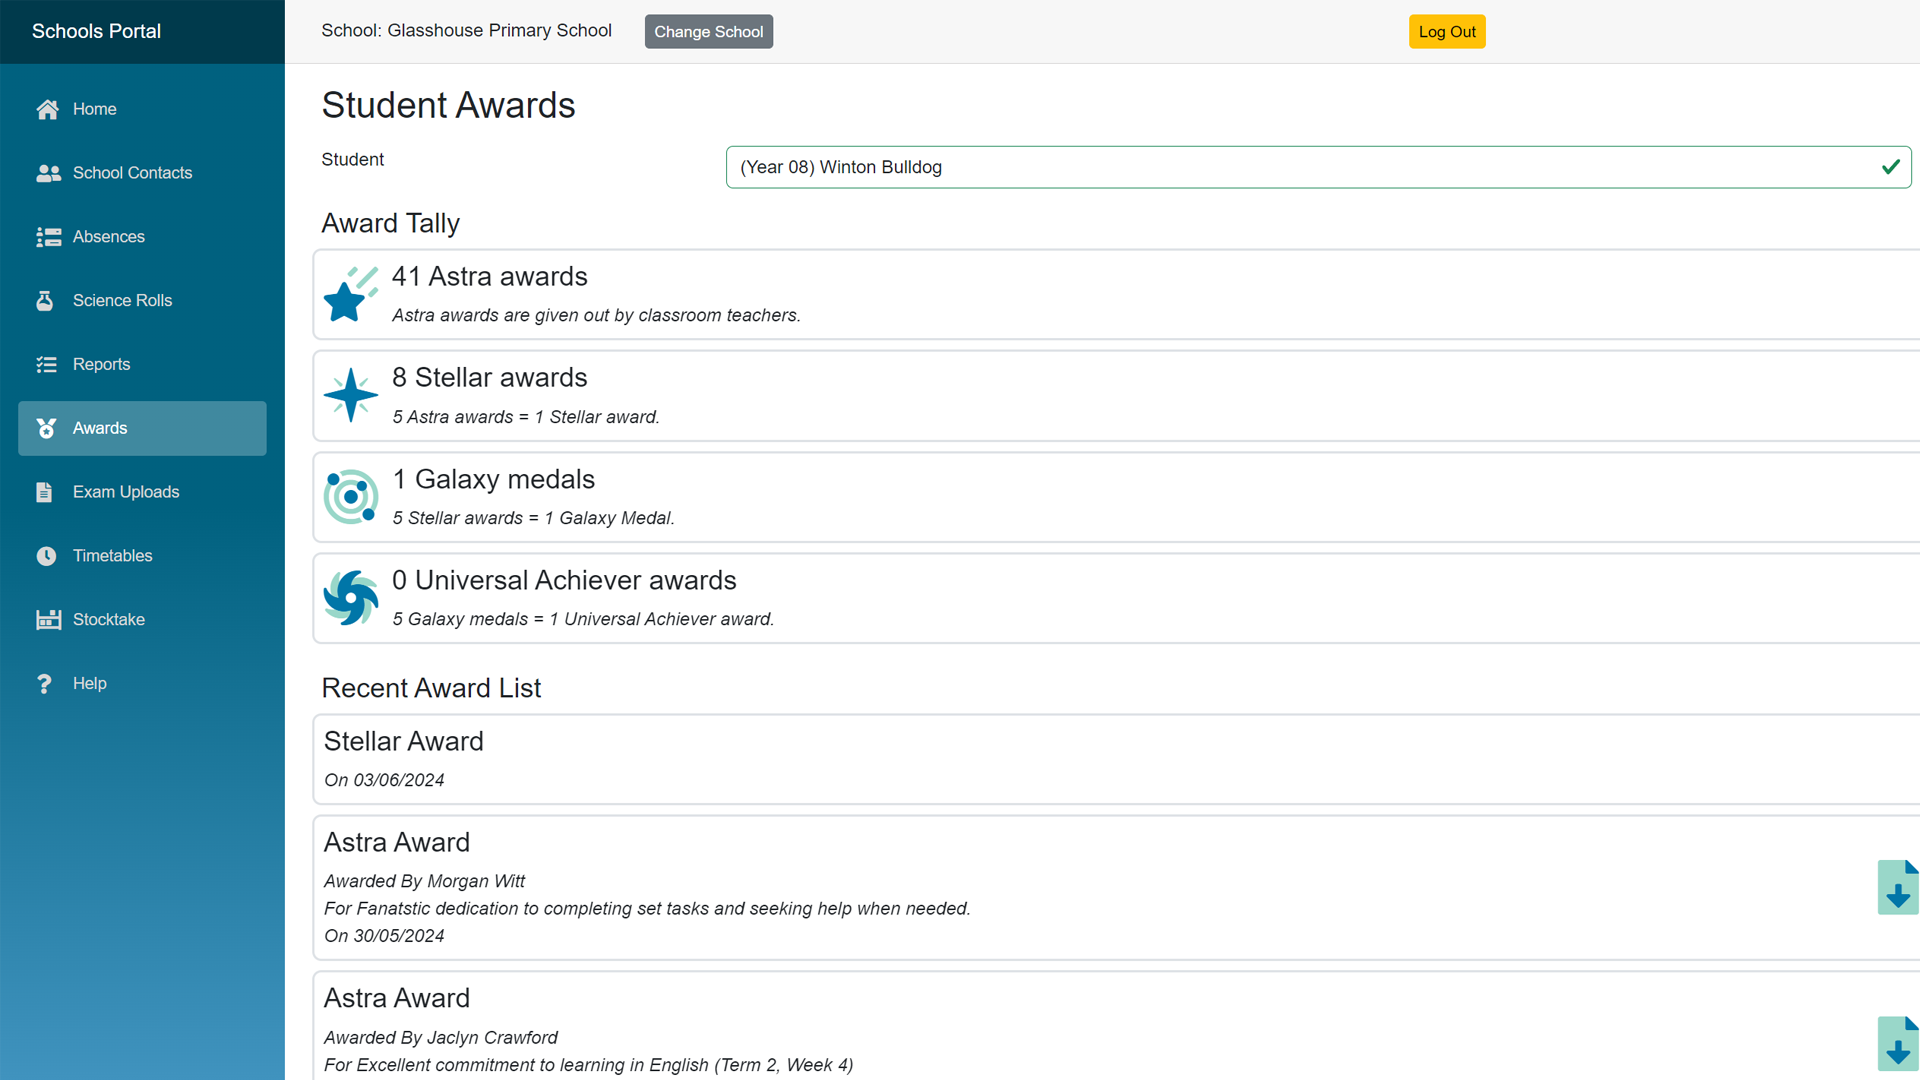 Schools Portal
School: Glasshouse Primary School
Change School
Log Out
Home
School Contacts
Absences
Science Rolls
Reports
Awards
Exam Uploads
Timetables
Stocktake
Help
Student Awards
Student
(Year 08) Winton Bulldog
Award Tally
41 Astra awards
Astra awards are given out by classroom teachers.
8 Stellar awards
5 Astra awards = 1 Stellar award.
1 Galaxy medals
5 Stellar awards = 1 Galaxy Medal.
0 Universal Achiever awards
5 Galaxy medals = 1 Universal Achiever award.
Recent Award List
Stellar Award
On 03/06/2024
Astra Award
Awarded By Morgan Witt
For Fanatstic dedication to completing set tasks and seeking help when needed.
On 30/05/2024
Astra Award
Awarded By Jaclyn Crawford
For Excellent commitment to learning in English (Term 2, Week 4)